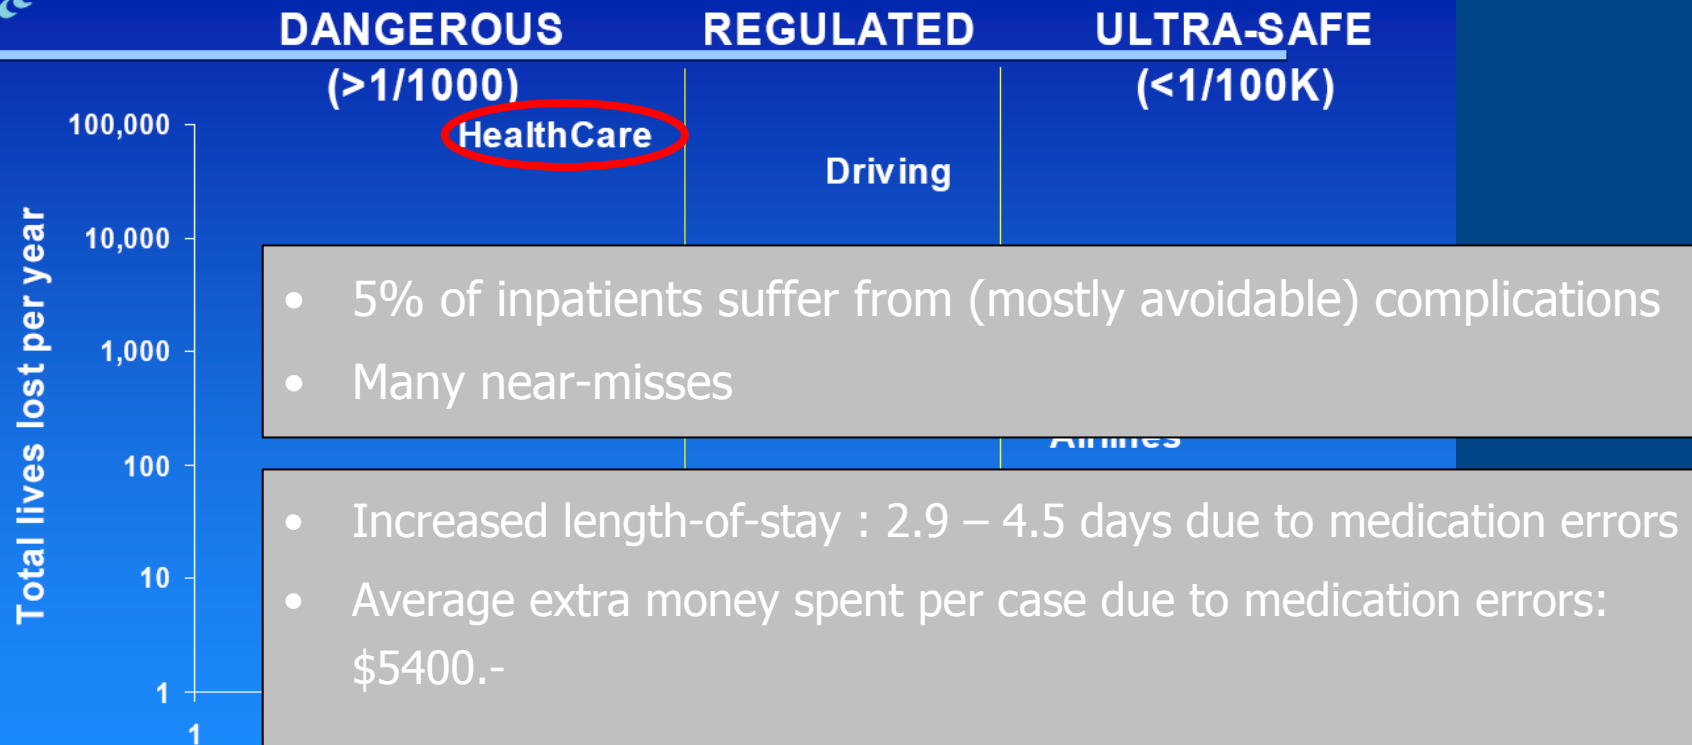 DANGEROUS REGULATED ULTRA-SAFE
(>1/1000) (<1/100K)
100,000
HealthCare
Driving
Total lives lost per year
10,000
• 5% of inpatients suffer from (mostly avoidable) complications
1,000
• Many near-misses
Airlines
100
• Increased length-of-stay : 2.9 – 4.5 days due to medication errors
10
• Average extra money spent per case due to medication errors:
$5400.-
1
1